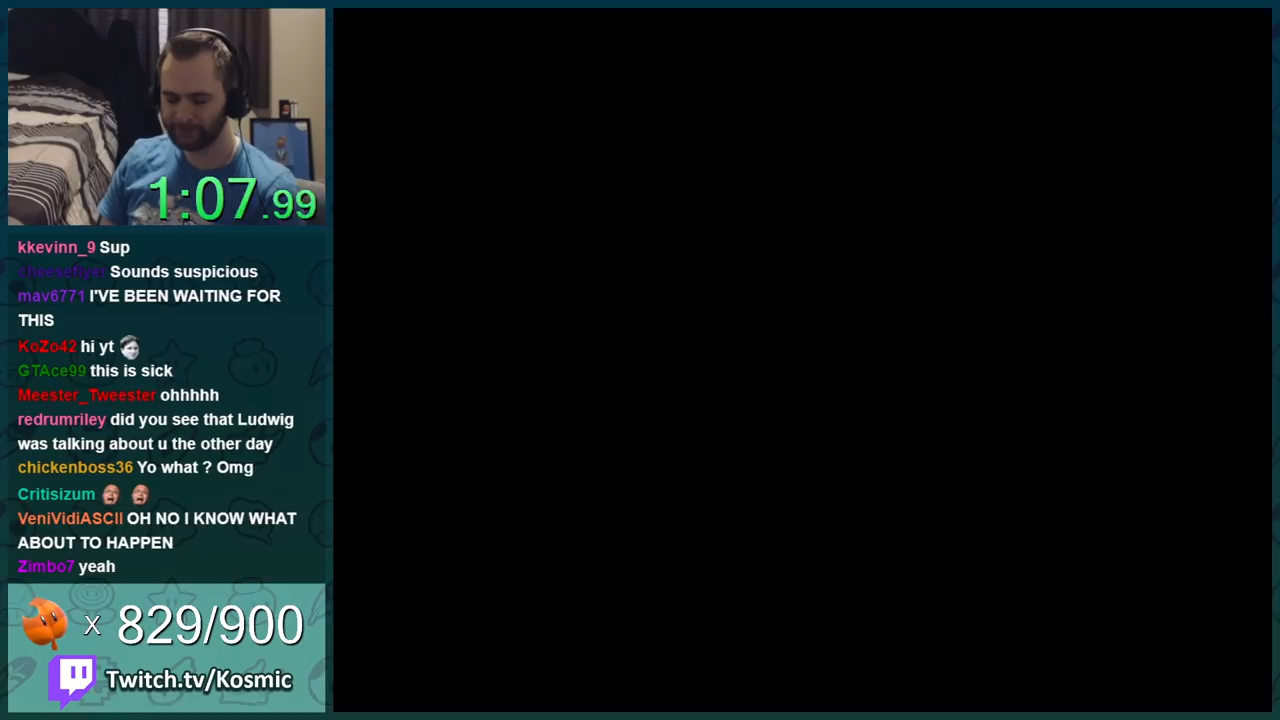 1:07.99
kkevinn_9 Sup
cheeseflyer Sounds suspicious
mav6771 I'VE BEEN WAITING FOR
THIS
KoZo42 hi yt
GTAce99 this is sick
Meester_Tweester ohhhhh
redrumriley did you see that Ludwig
was talking about u the other day
chickenboss36 Yo what ? Omg
Critisizum
VeniVidiASCII OH NO I KNOW WHAT
ABOUT TO HAPPEN
Zimbo7 yeah
x 829/900
Twitch.tv/Kosmic